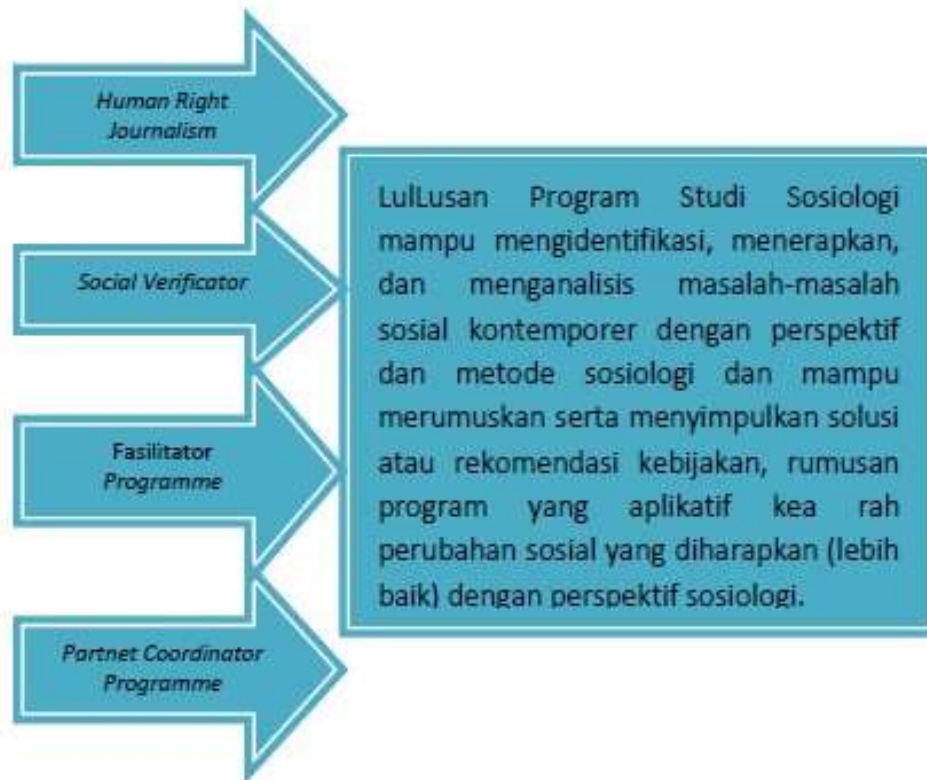 Human Right
Journalism
Social Verificator
Fasilitator
Programme
Partnet Coordinator
Programme
LulLusan Program Studi Sosiologi
mampu mengidentifikasi, menerapkan,
dan menganalisis masalah-masalah
sosial kontemporer dengan perspektif
dan metode sosiologi dan mampu
merumuskan serta menyimpulkan solusi
atau rekomendasi kebijakan, rumusan
program yang aplikatif kea rah
perubahan sosial yang diharapkan (lebih
baik) dengan perspektif sosiologi.